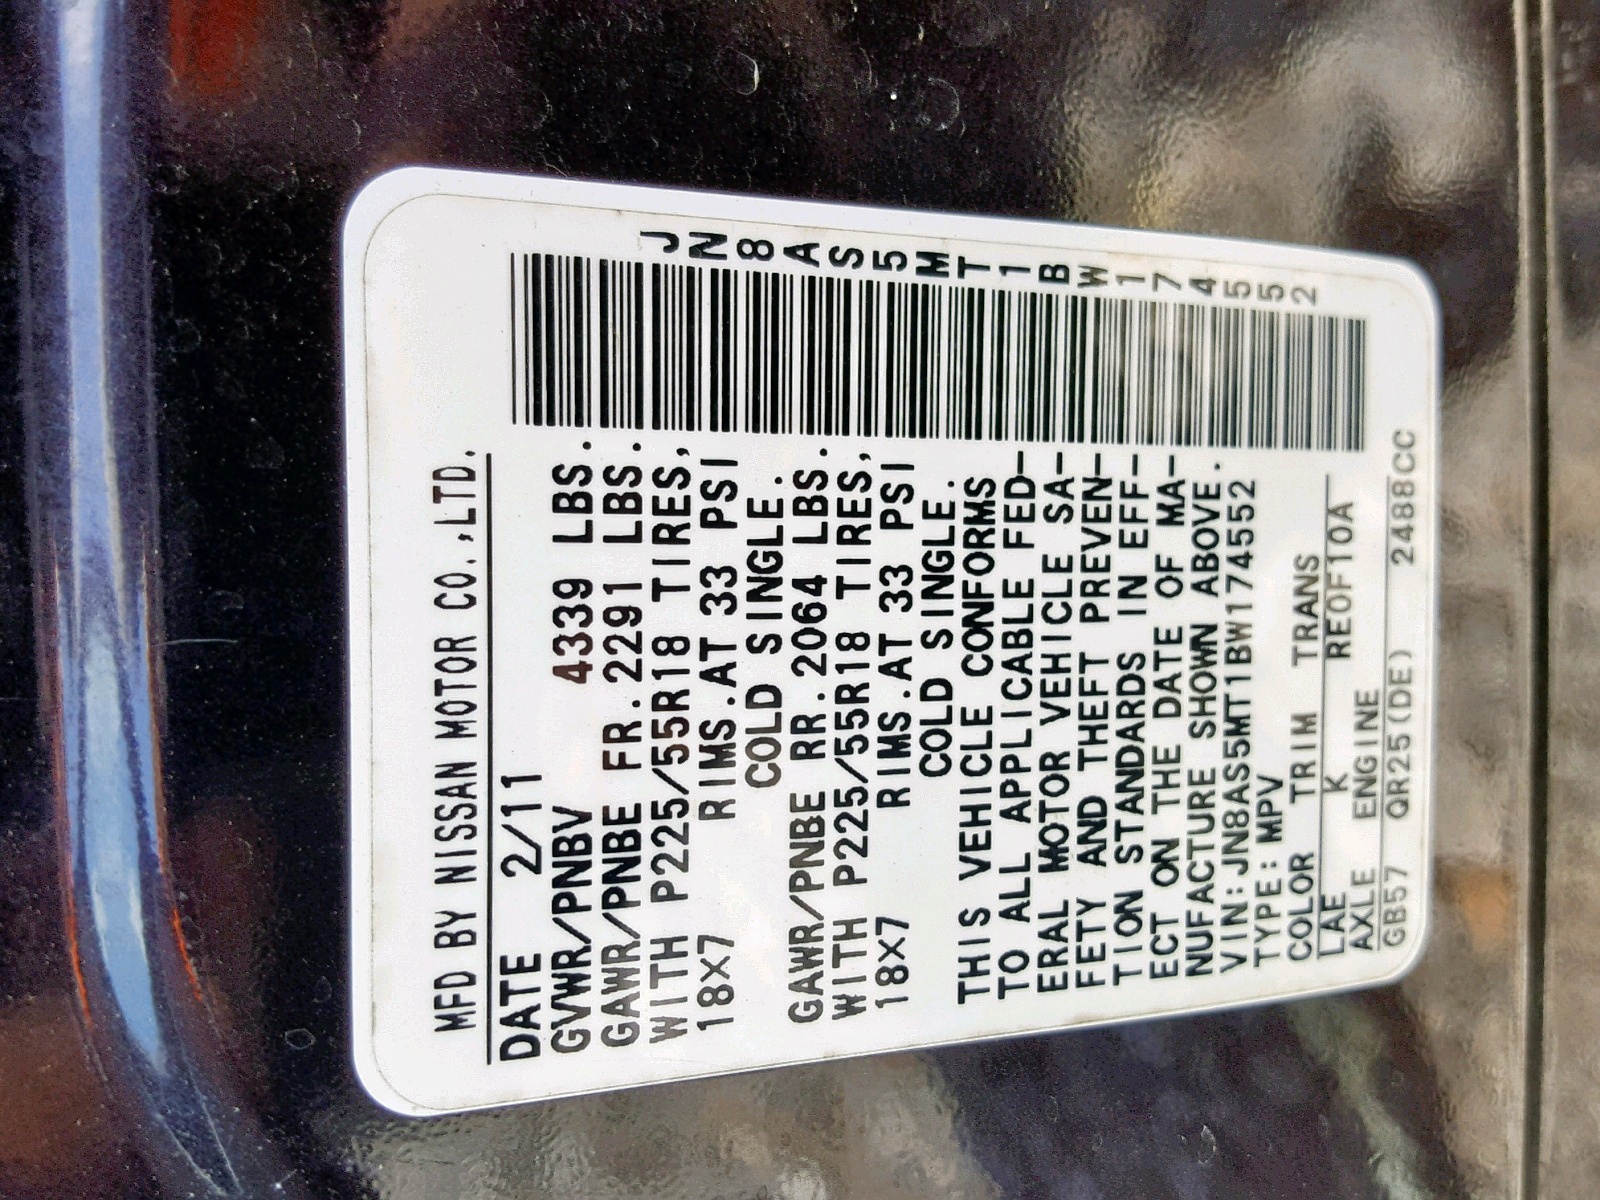 MFD BY NISSAN MOTOR CO.,LTD.
DATE 2/11
GVWR/PNBV 4339 LBS.
GAWR/PNBE FR.2291 LBS.
WITH P225/55R18 TIRES,
18×7 RIMS.AT 33 PSI
COLD SINGLE.
GAWR/PNBE RR.2064 LBS.
WITH P225/55R18 TIRES,
18×7 RIMS.AT 33 PSI
COLD SINGLE.
THIS VEHICLE CONFORMS
TO ALL APPLICABLE FED-
ERAL MOTOR VEHICLE SA-
FETY AND THEFT PREVEN-
TION STANDARDS IN EFF-
ECT ON THE DATE OF MA-
NUFACTURE SHOWN ABOVE.
VIN:JN8AS5MT1BW174552
TYPE:MPV
COLOR TRIM TRANS
LAE K RE0F10A
AXLE ENGINE
GB57 QR25(DE) 2488CC
JN8AS5MT1BW174552